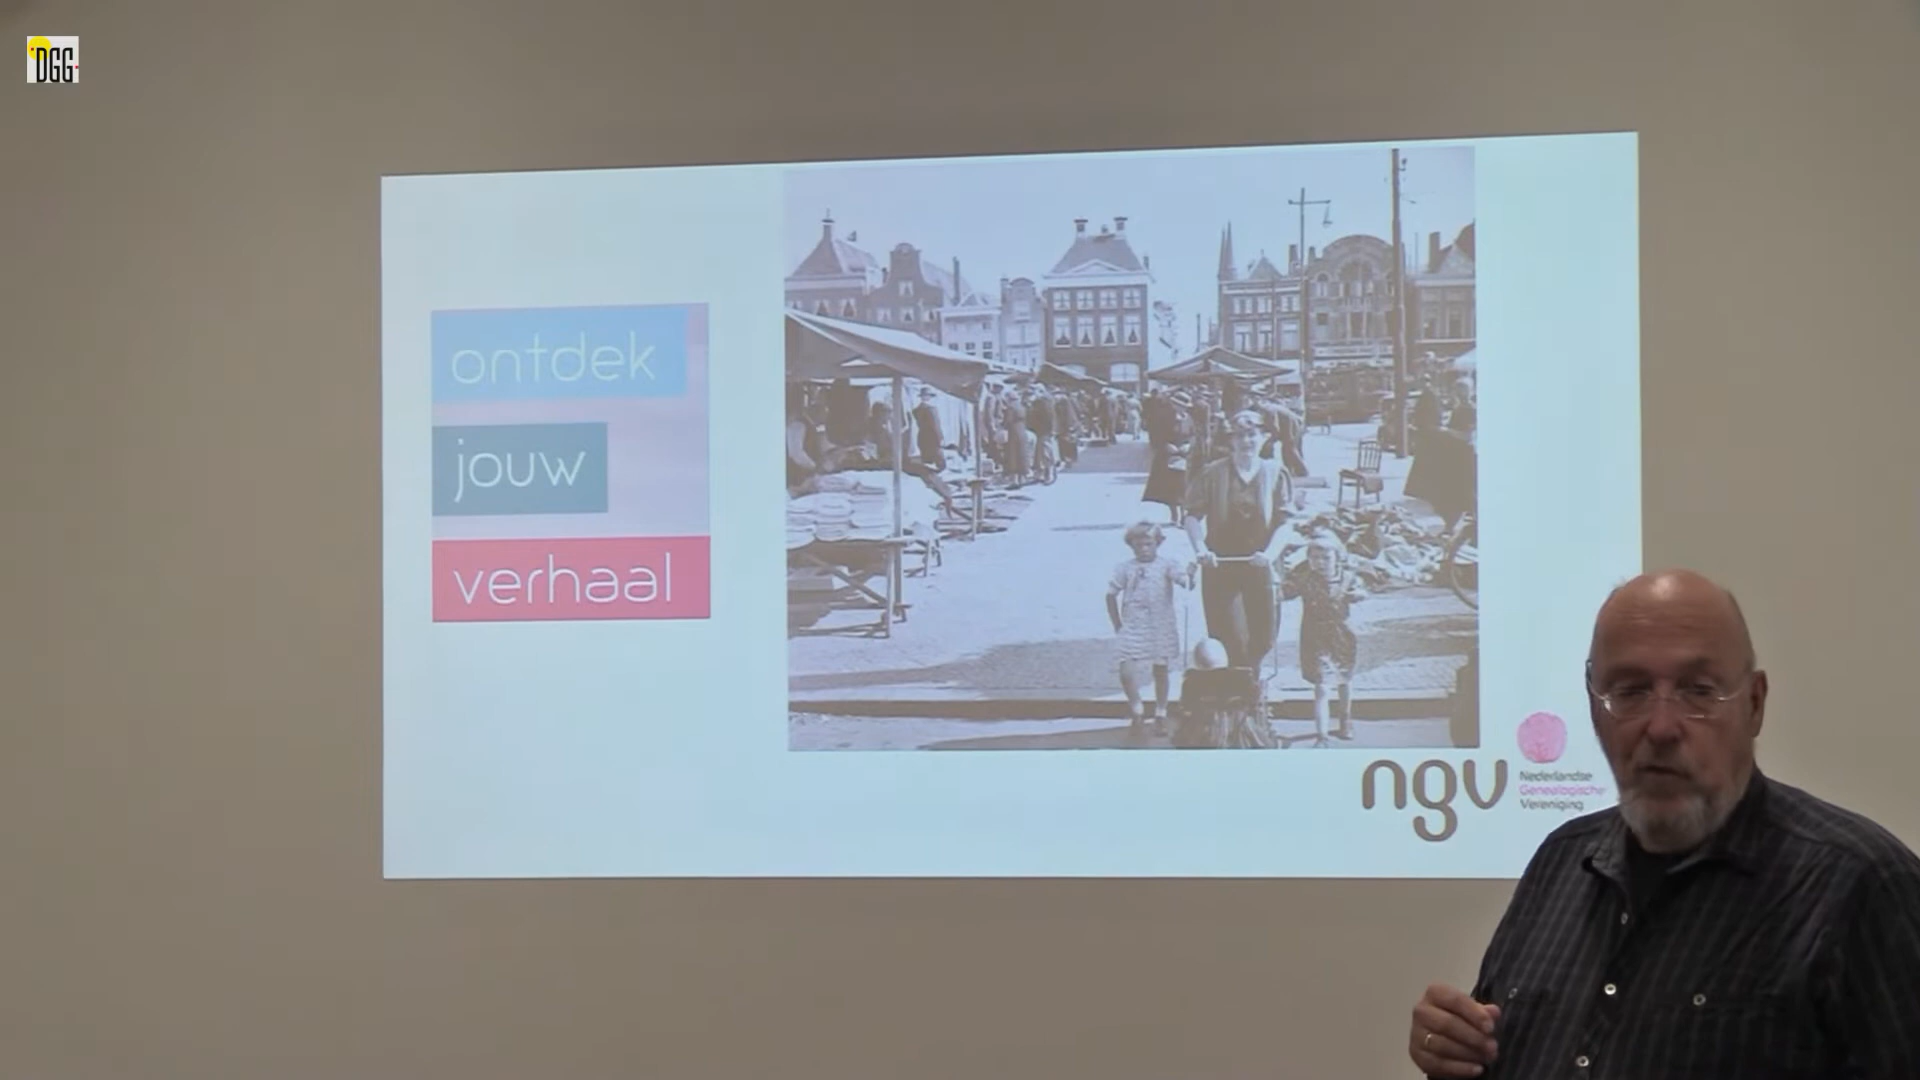 DGG
ontdek
jouw
verhaal
ngv
Nederlandse
Genealogische
Vereniging